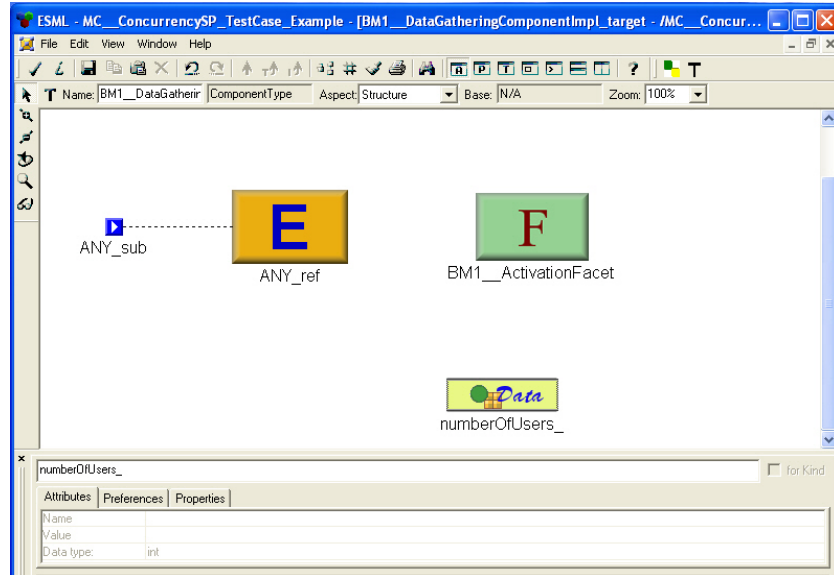 ESML - MC__ConcurrencySP_TestCase_Example - [BM1__DataGatheringComponentImpl_target - /MC__Concur...
File Edit View Window Help
A P T ?
T Name: BM1__DataGatherin ComponentType Aspect: Structure Base: N/A Zoom: 100%
E
F
ANY_sub
ANY_ref
BM1__ActivationFacet
Data
numberOfUsers_
numberOfUsers_ for Kind
Attributes Preferences Properties
Name
Value
Data type: int